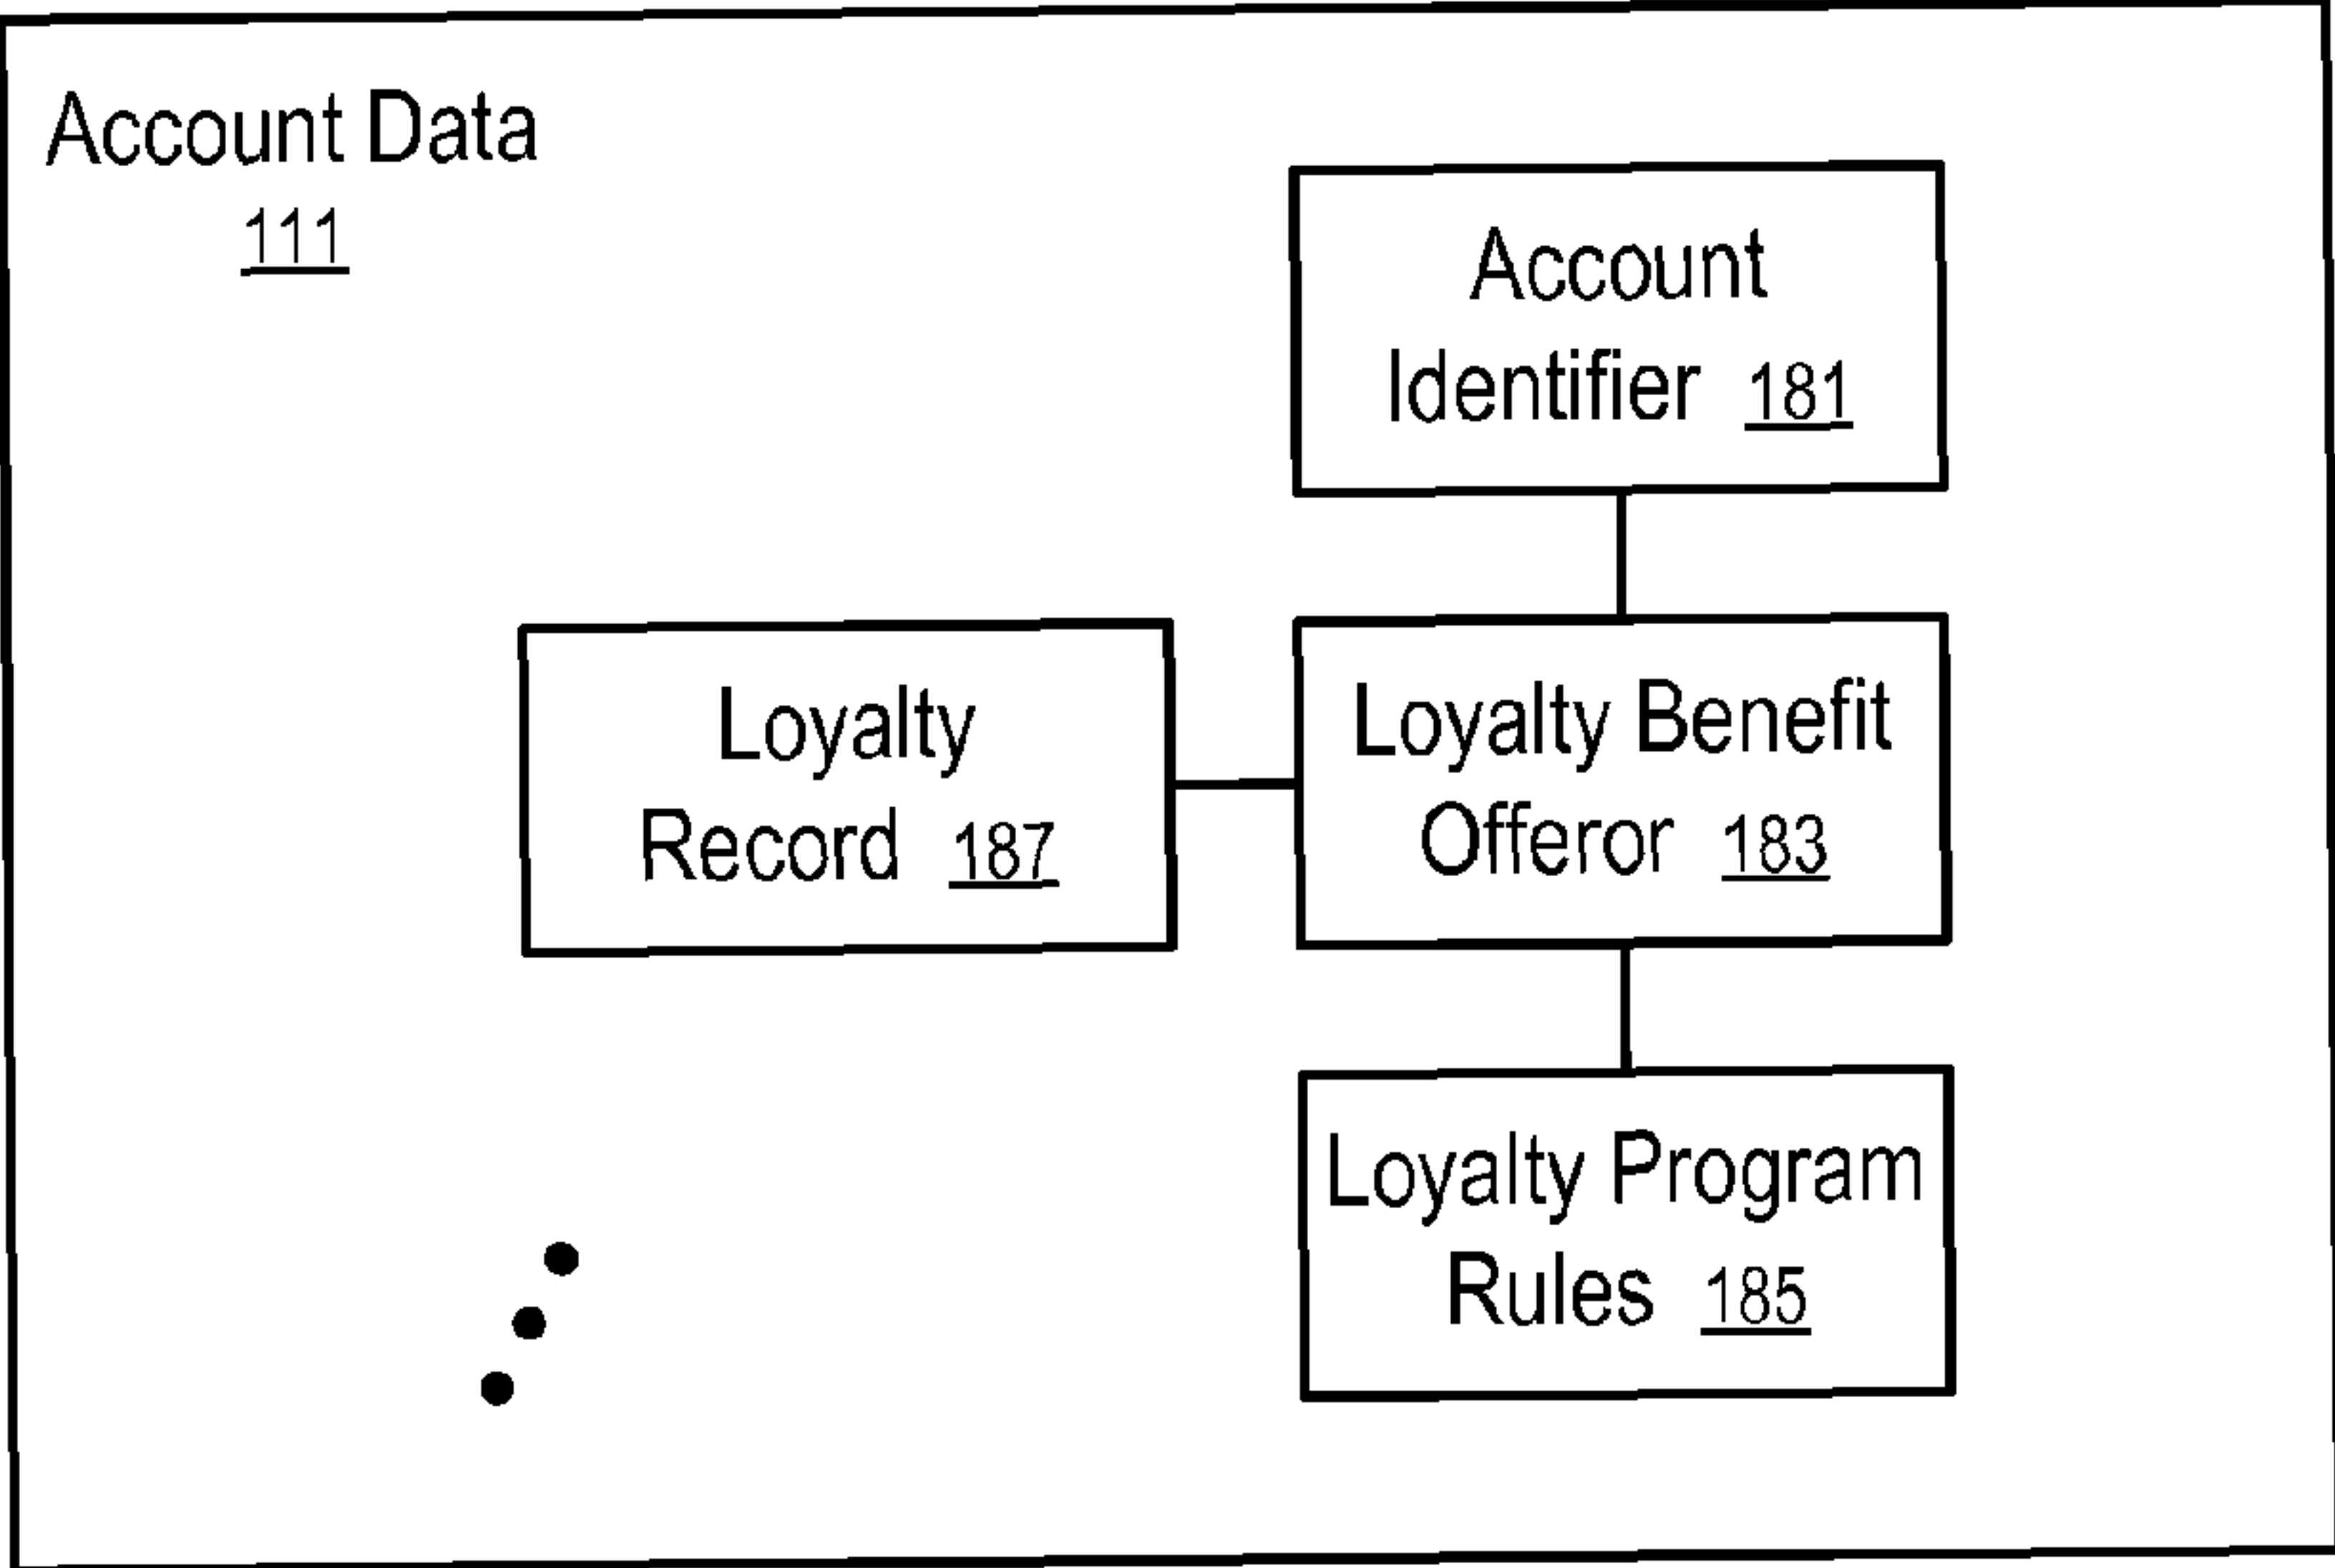 Account Data
111
Account
Identifier 181
Loyalty
Record 187
Loyalty Benefit
Offeror 183
Loyalty Program
Rules 185